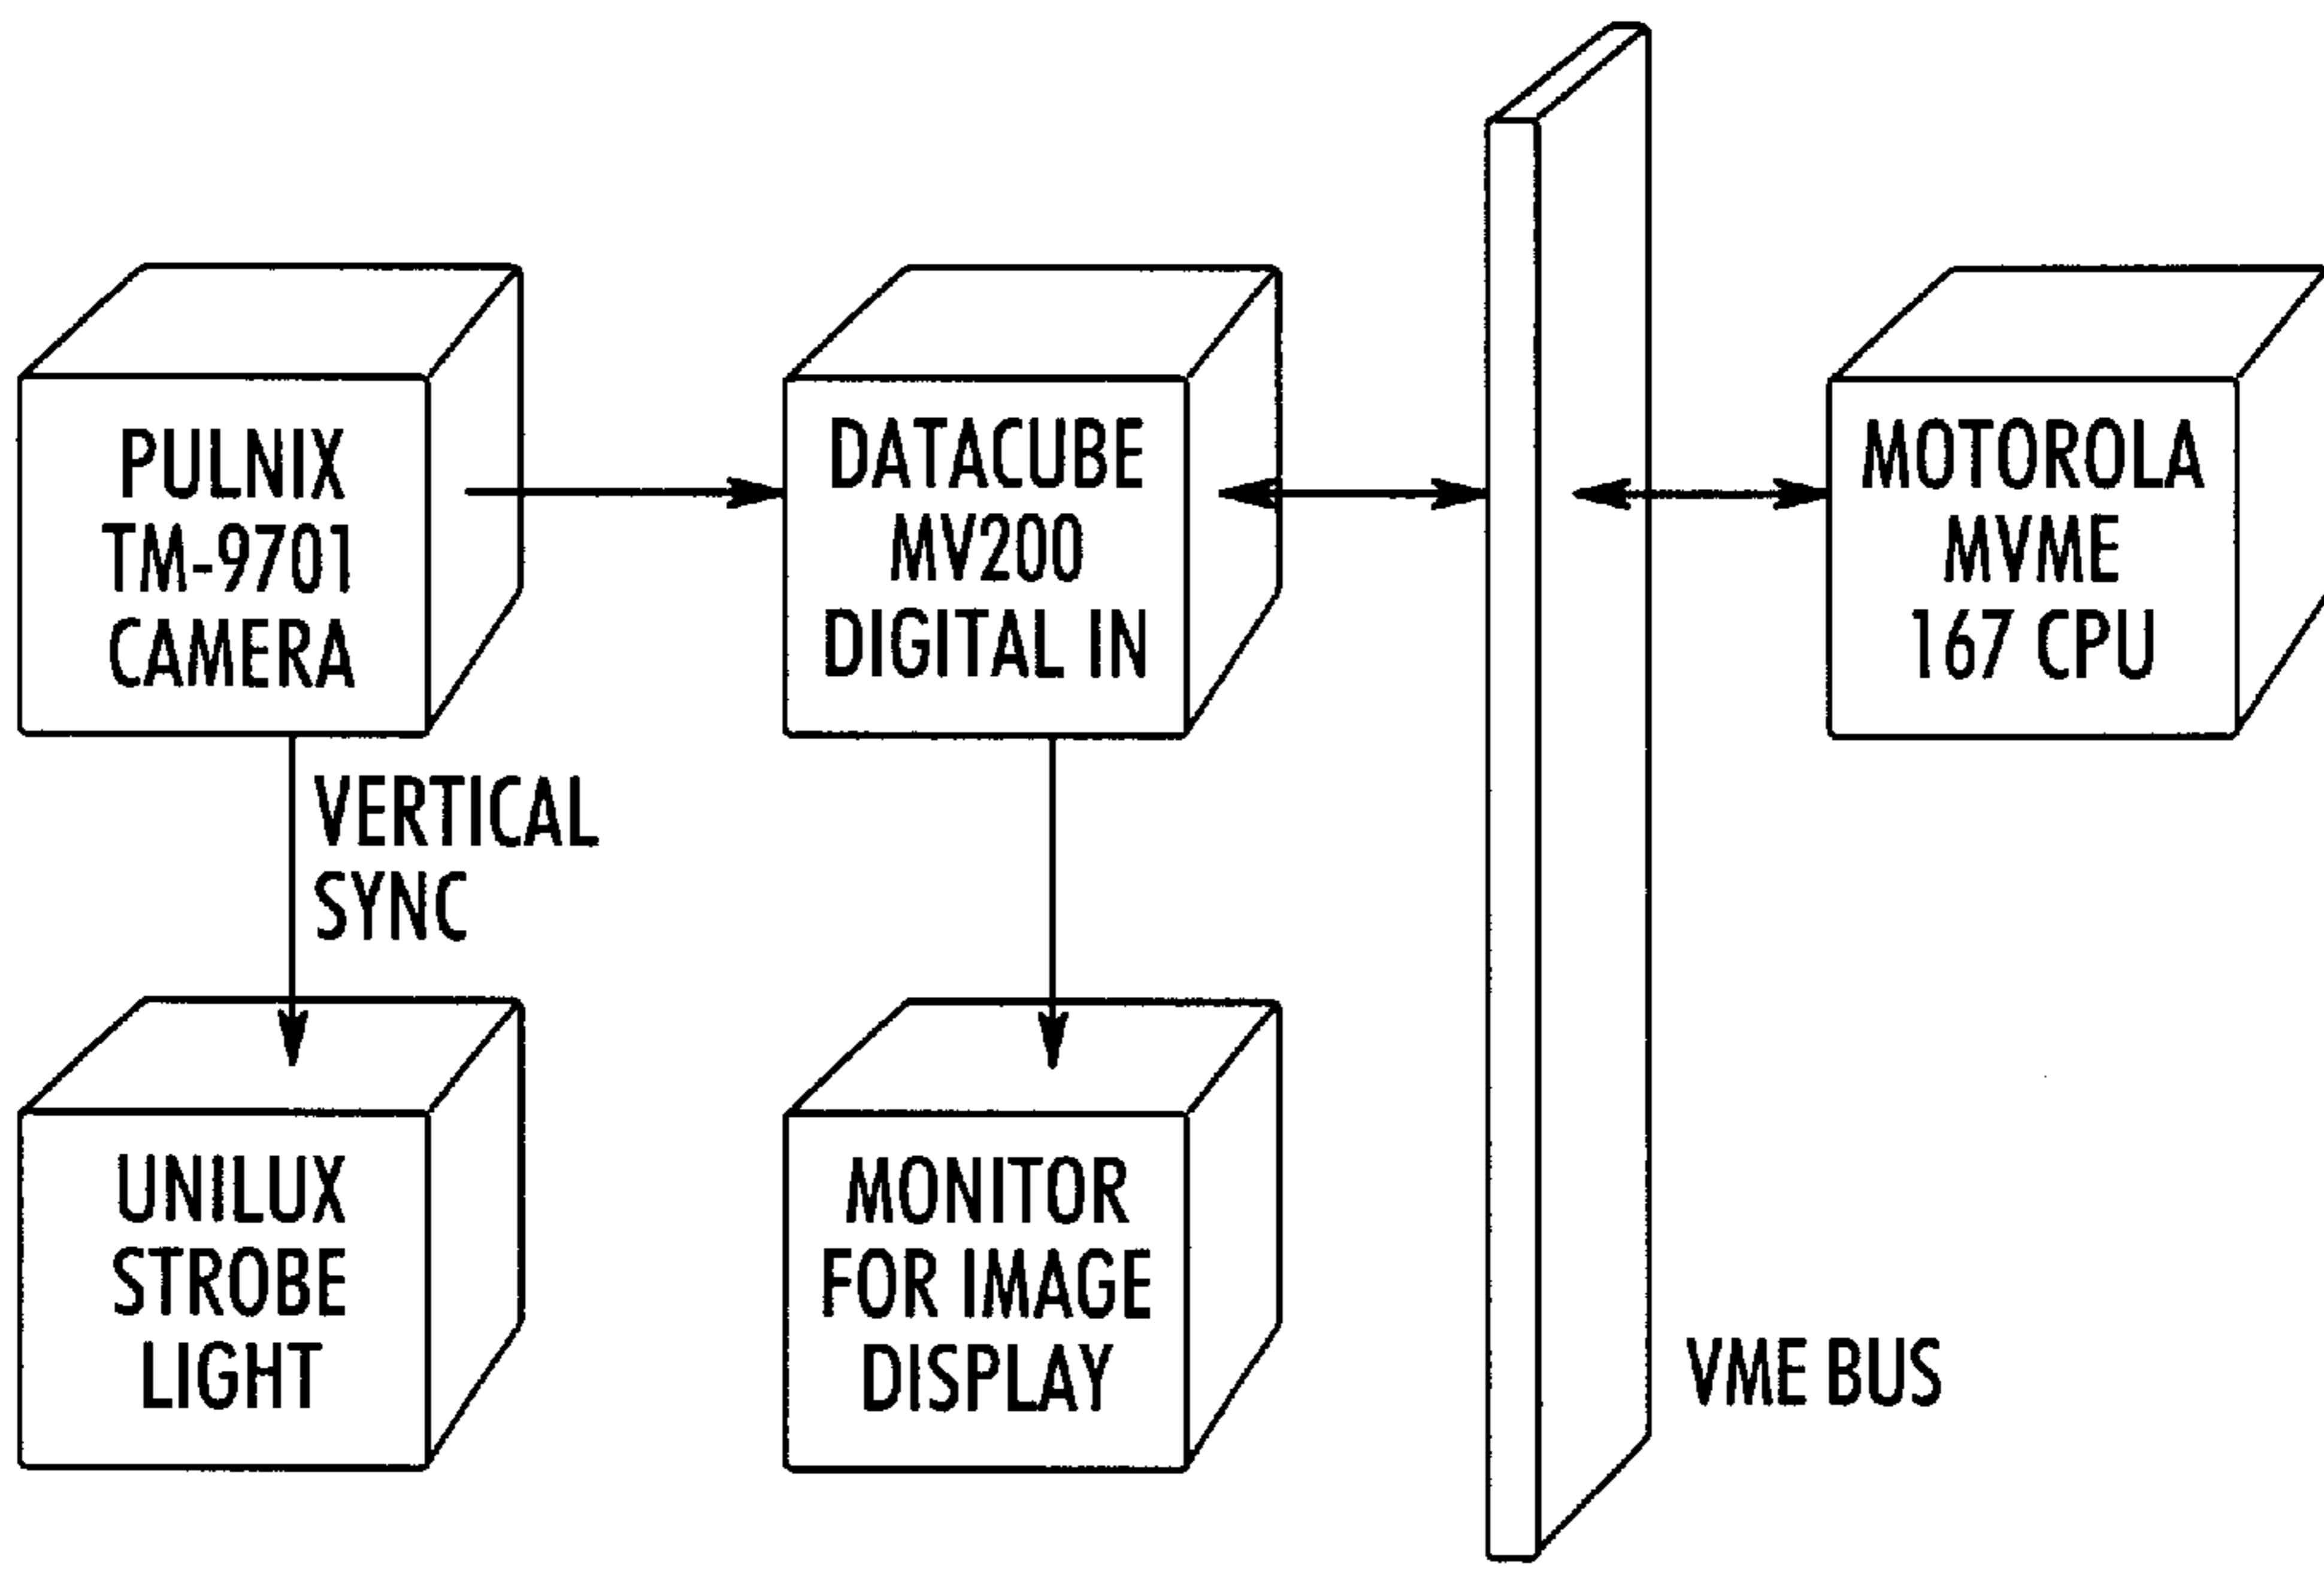 PULNIX
TM-9701
CAMERA
DATACUBE
MV200
DIGITAL IN
MOTOROLA
MVME
167 CPU
VERTICAL
SYNC
UNILUX
STROBE
LIGHT
MONITOR
FOR IMAGE
DISPLAY
VME BUS